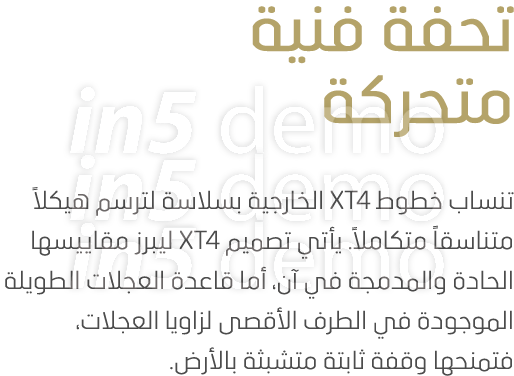 تحفة فنية
متحركة
in5 demo
in5 demo
in5 demo
تنساب خطوط XT4 الخارجية بسلاسة لترسم هيكلاً
متناسقاً متكاملاً. يأتي تصميم XT4 ليبرز مقاييسها
الحادة والمدمجة في آن، أما قاعدة العجلات الطويلة
الموجودة في الطرف الأقصى لزاويا العجلات،
فتمنحها وقفة ثابتة متشبثة بالأرض.